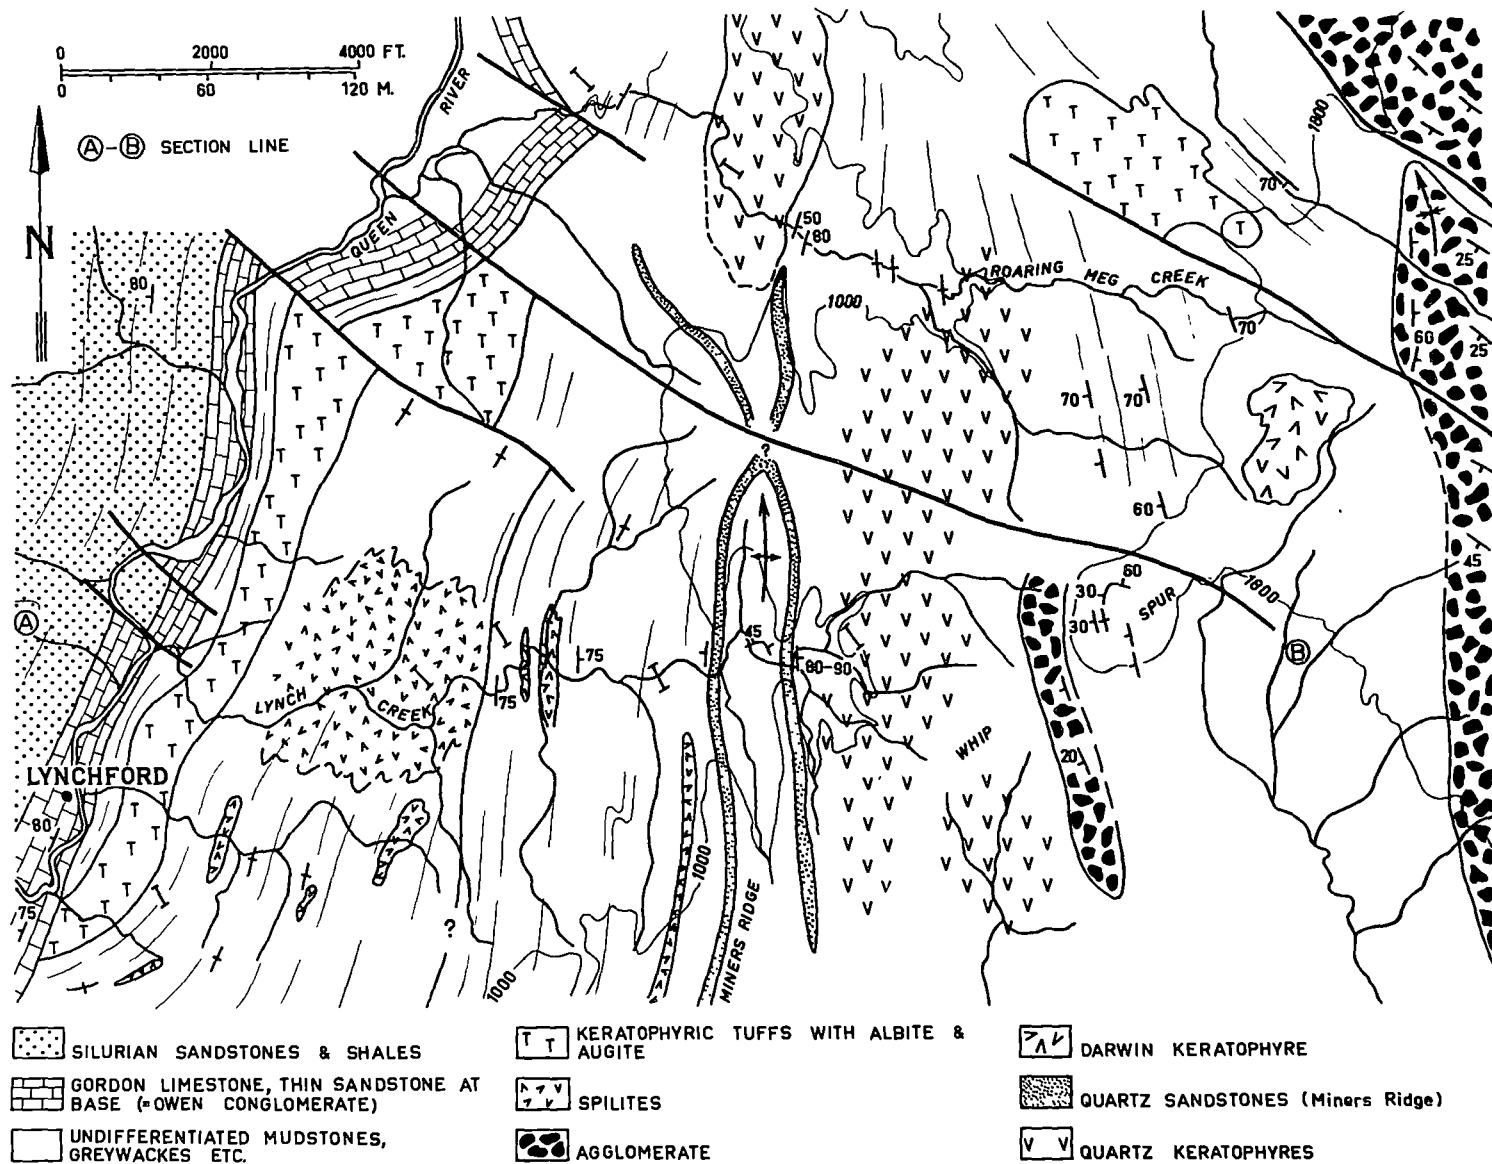 0 2000 4000 FT.
0 60 120 M.
Ⓐ-Ⓑ SECTION LINE
N
RIVER
QUEEN
1800
70
T
50
80
ROARING MEG CREEK
1000
70
25
60
25
80
70
70
?
60
45
60
30
30
SPUR
1800
Ⓐ
Ⓑ
45
80-90
75
75
LYNCH CREEK
WHIP
20
LYNCHFORD
80
75
1000
?
1000
MINERS RIDGE
SILURIAN SANDSTONES & SHALES
GORDON LIMESTONE, THIN SANDSTONE AT
BASE (=OWEN CONGLOMERATE)
UNDIFFERENTIATED MUDSTONES,
GREYWACKES ETC.
T T KERATOPHYRIC TUFFS WITH ALBITE &
AUGITE
SPILITES
AGGLOMERATE
DARWIN KERATOPHYRE
QUARTZ SANDSTONES (Miners Ridge)
V V QUARTZ KERATOPHYRES